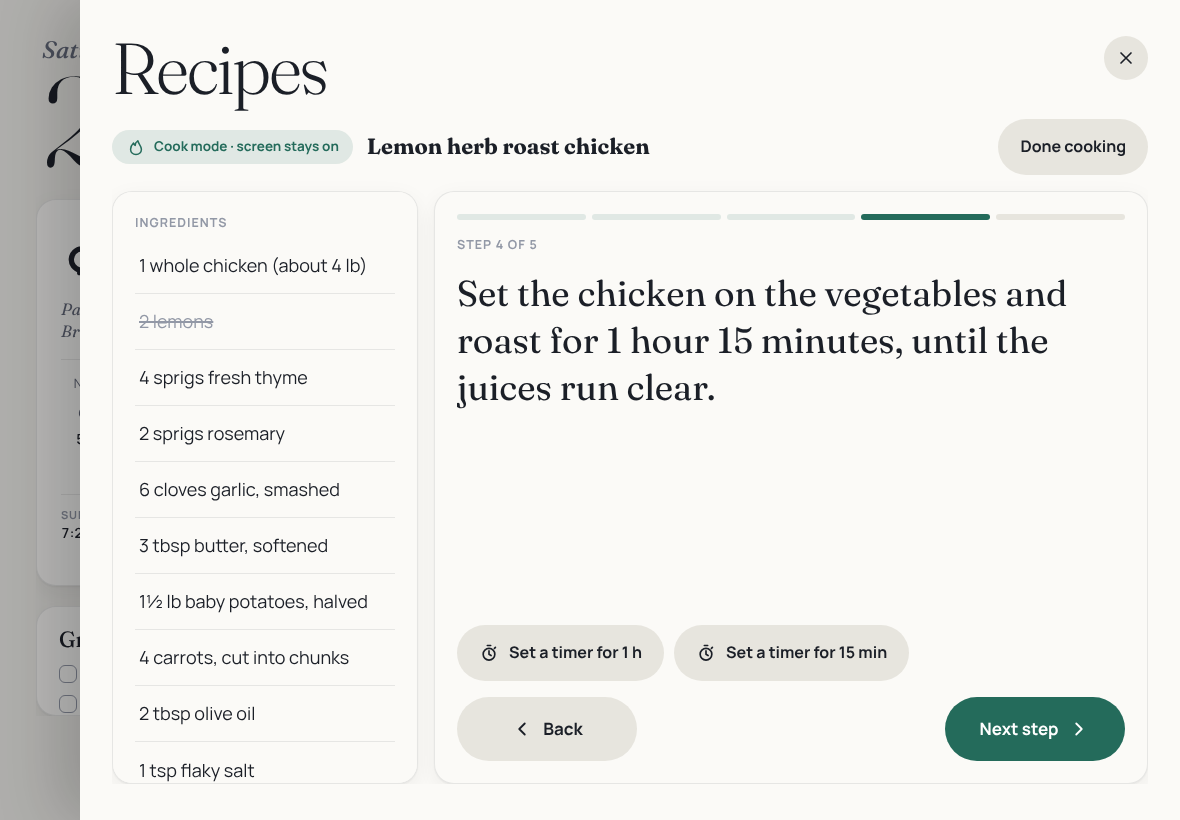 Recipes
Cook mode · screen stays on
Lemon herb roast chicken
Done cooking
INGREDIENTS
1 whole chicken (about 4 lb)
2 lemons
4 sprigs fresh thyme
2 sprigs rosemary
6 cloves garlic, smashed
3 tbsp butter, softened
1½ lb baby potatoes, halved
4 carrots, cut into chunks
2 tbsp olive oil
1 tsp flaky salt
STEP 4 OF 5
Set the chicken on the vegetables and
roast for 1 hour 15 minutes, until the
juices run clear.
Set a timer for 1 h
Set a timer for 15 min
Back
Next step